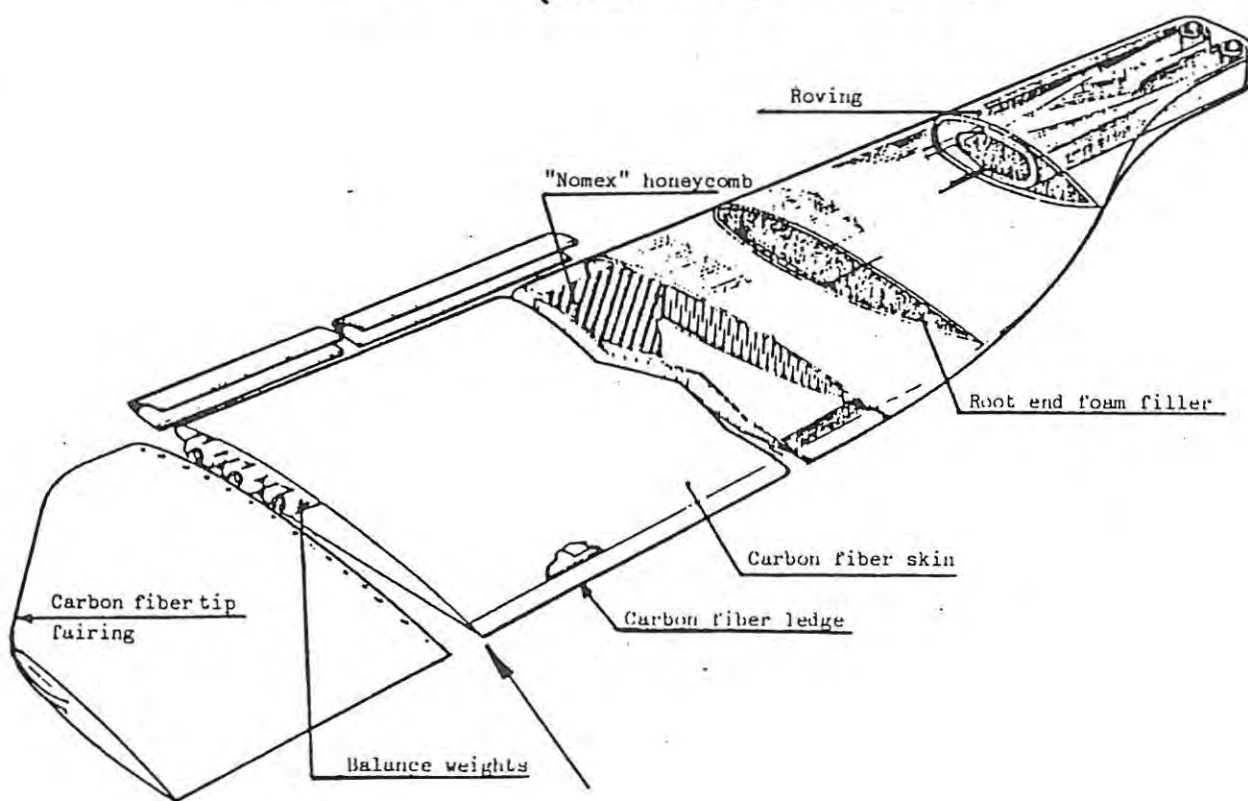 Roving
"Nomex" honeycomb
Root end foam filler
Carbon fiber skin
Carbon fiber tip
fairing
Carbon fiber ledge
Balance weights